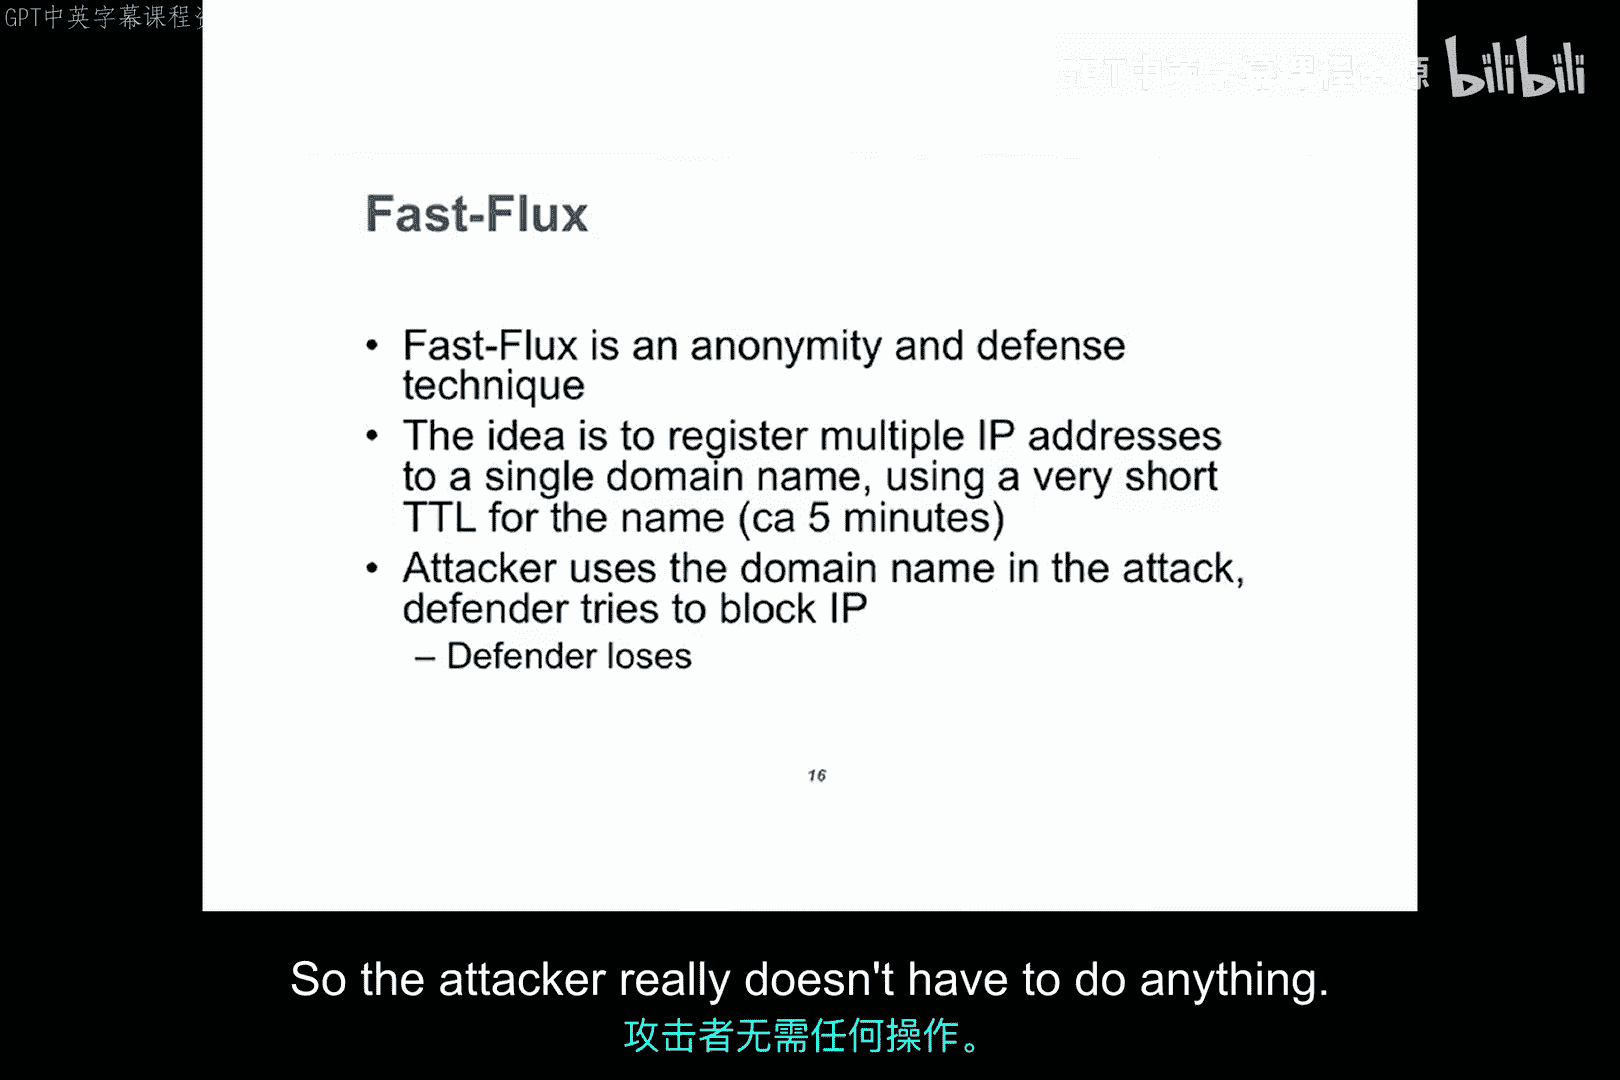 GPT中英字幕课程资
bilibili
Fast-Flux
• Fast-Flux is an anonymity and defense
technique
• The idea is to register multiple IP addresses
to a single domain name, using a very short
TTL for the name (ca 5 minutes)
• Attacker uses the domain name in the attack,
defender tries to block IP
– Defender loses
16
So the attacker really doesn't have to do anything.
攻击者无需任何操作。